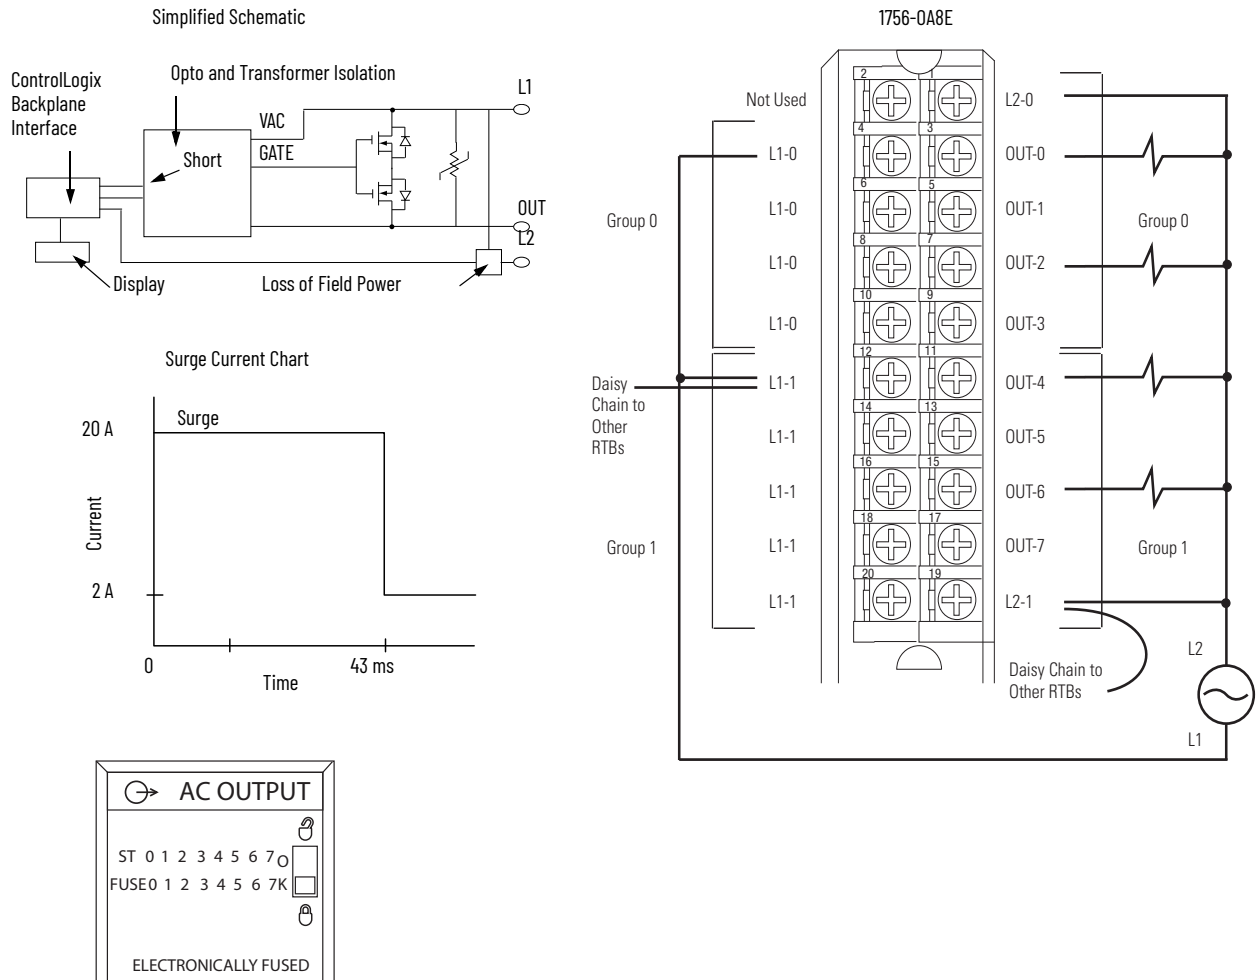 Simplified Schematic
ControlLogix
Backplane
Interface
Opto and Transformer Isolation
L1
VAC
GATE
Short
OUT
L2
Display
Loss of Field Power
Surge Current Chart
20 A
Surge
Current
2 A
0
43 ms
Time
AC OUTPUT
ST 0 1 2 3 4 5 6 7 O
FUSE 0 1 2 3 4 5 6 7 K
ELECTRONICALLY FUSED
1756-OA8E
Not Used
2
1
L2-0
L1-0
4
3
OUT-0
Group 0
L1-0
6
5
OUT-1
Group 0
L1-0
8
7
OUT-2
L1-0
10
9
OUT-3
Daisy
Chain to
Other
RTBs
L1-1
12
11
OUT-4
L1-1
14
13
OUT-5
L1-1
16
15
OUT-6
Group 1
L1-1
18
17
OUT-7
Group 1
L1-1
20
19
L2-1
Daisy Chain to
Other RTBs
L2
L1